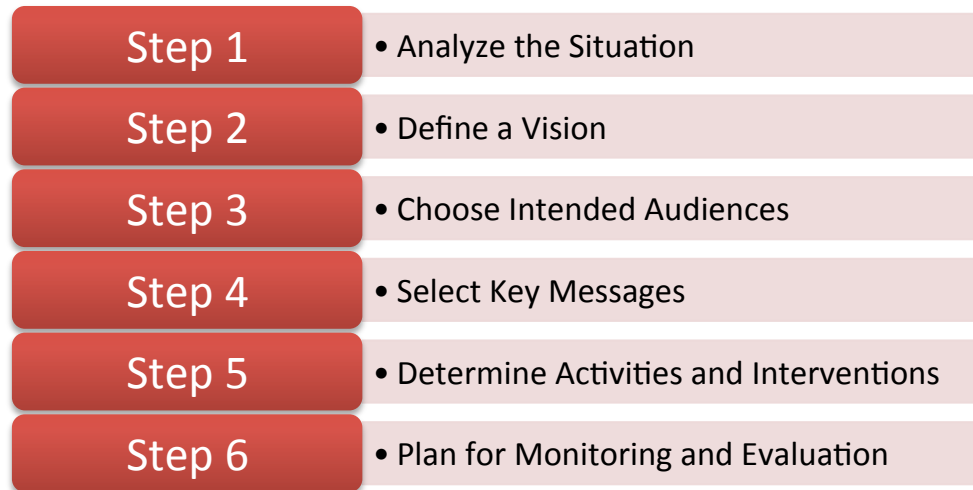 Step 1
• Analyze the Situation
Step 2
• Define a Vision
Step 3
• Choose Intended Audiences
Step 4
• Select Key Messages
Step 5
• Determine Activities and Interventions
Step 6
• Plan for Monitoring and Evaluation